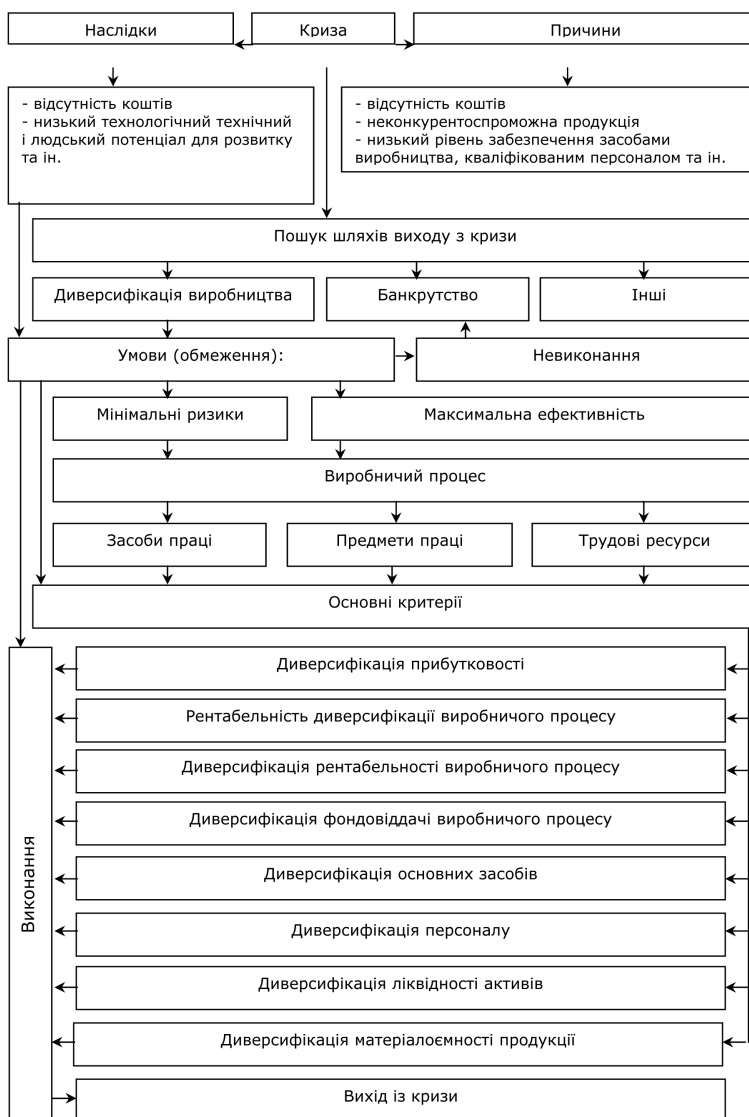 Наслідки
Криза
Причини
- відсутність коштів
- низький технологічний технічний
і людський потенціал для розвитку
та ін.
- відсутність коштів
- неконкурентоспроможна продукція
- низький рівень забезпечення засобами
виробництва, кваліфікованим персоналом та ін.
Пошук шляхів виходу з кризи
Диверсифікація виробництва
Банкрутство
Інші
Умови (обмеження):
Невиконання
Мінімальні ризики
Максимальна ефективність
Виробничий процес
Засоби праці
Предмети праці
Трудові ресурси
Основні критерії
Виконання
Диверсифікація прибутковості
Рентабельність диверсифікації виробничого процесу
Диверсифікація рентабельності виробничого процесу
Диверсифікація фондовіддачі виробничого процесу
Диверсифікація основних засобів
Диверсифікація персоналу
Диверсифікація ліквідності активів
Диверсифікація матеріалоємності продукції
Вихід із кризи